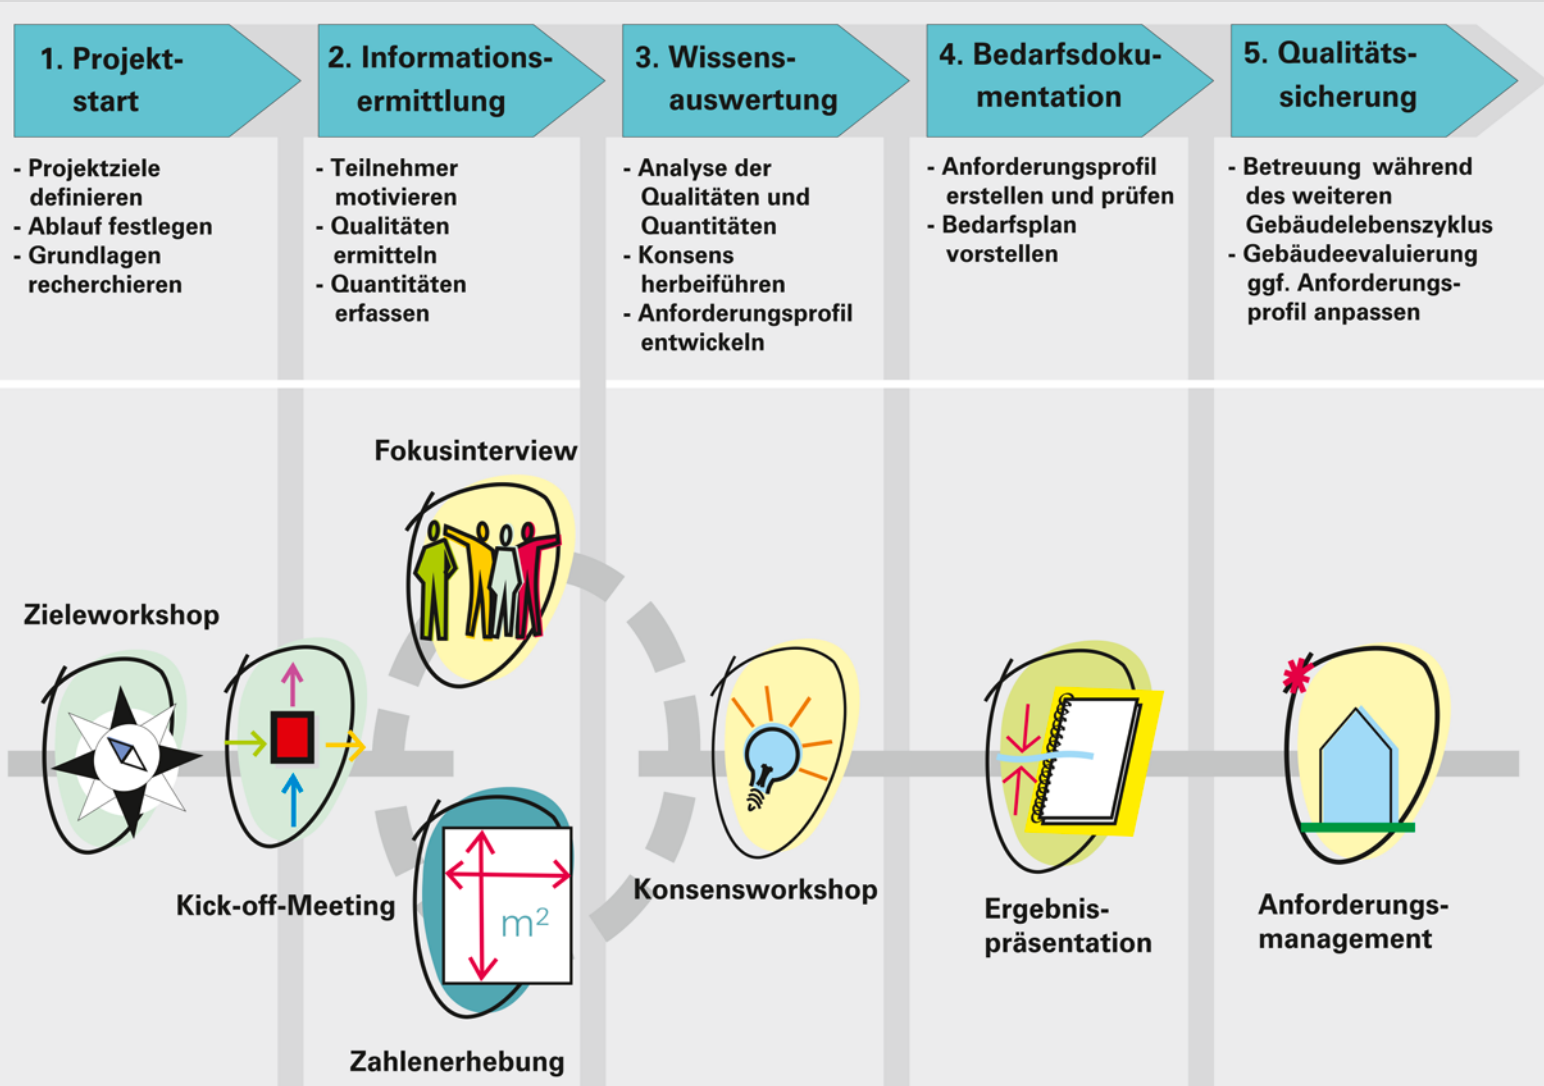 1. Projekt-
start
2. Informations-
ermittlung
3. Wissens-
auswertung
4. Bedarfsdoku-
mentation
5. Qualitäts-
sicherung
- Projektziele
definieren
- Ablauf festlegen
- Grundlagen
recherchieren
- Teilnehmer
motivieren
- Qualitäten
ermitteln
- Quantitäten
erfassen
- Analyse der
Qualitäten und
Quantitäten
- Konsens
herbeiführen
- Anforderungsprofil
entwickeln
- Anforderungsprofil
erstellen und prüfen
- Bedarfsplan
vorstellen
- Betreuung während
des weiteren
Gebäudelebenszyklus
- Gebäudeevaluierung
ggf. Anforderungs-
profil anpassen
Fokusinterview
Zieleworkshop
Kick-off-Meeting
m²
Zahlenerhebung
Konsensworkshop
Ergebnis-
präsentation
Anforderungs-
management